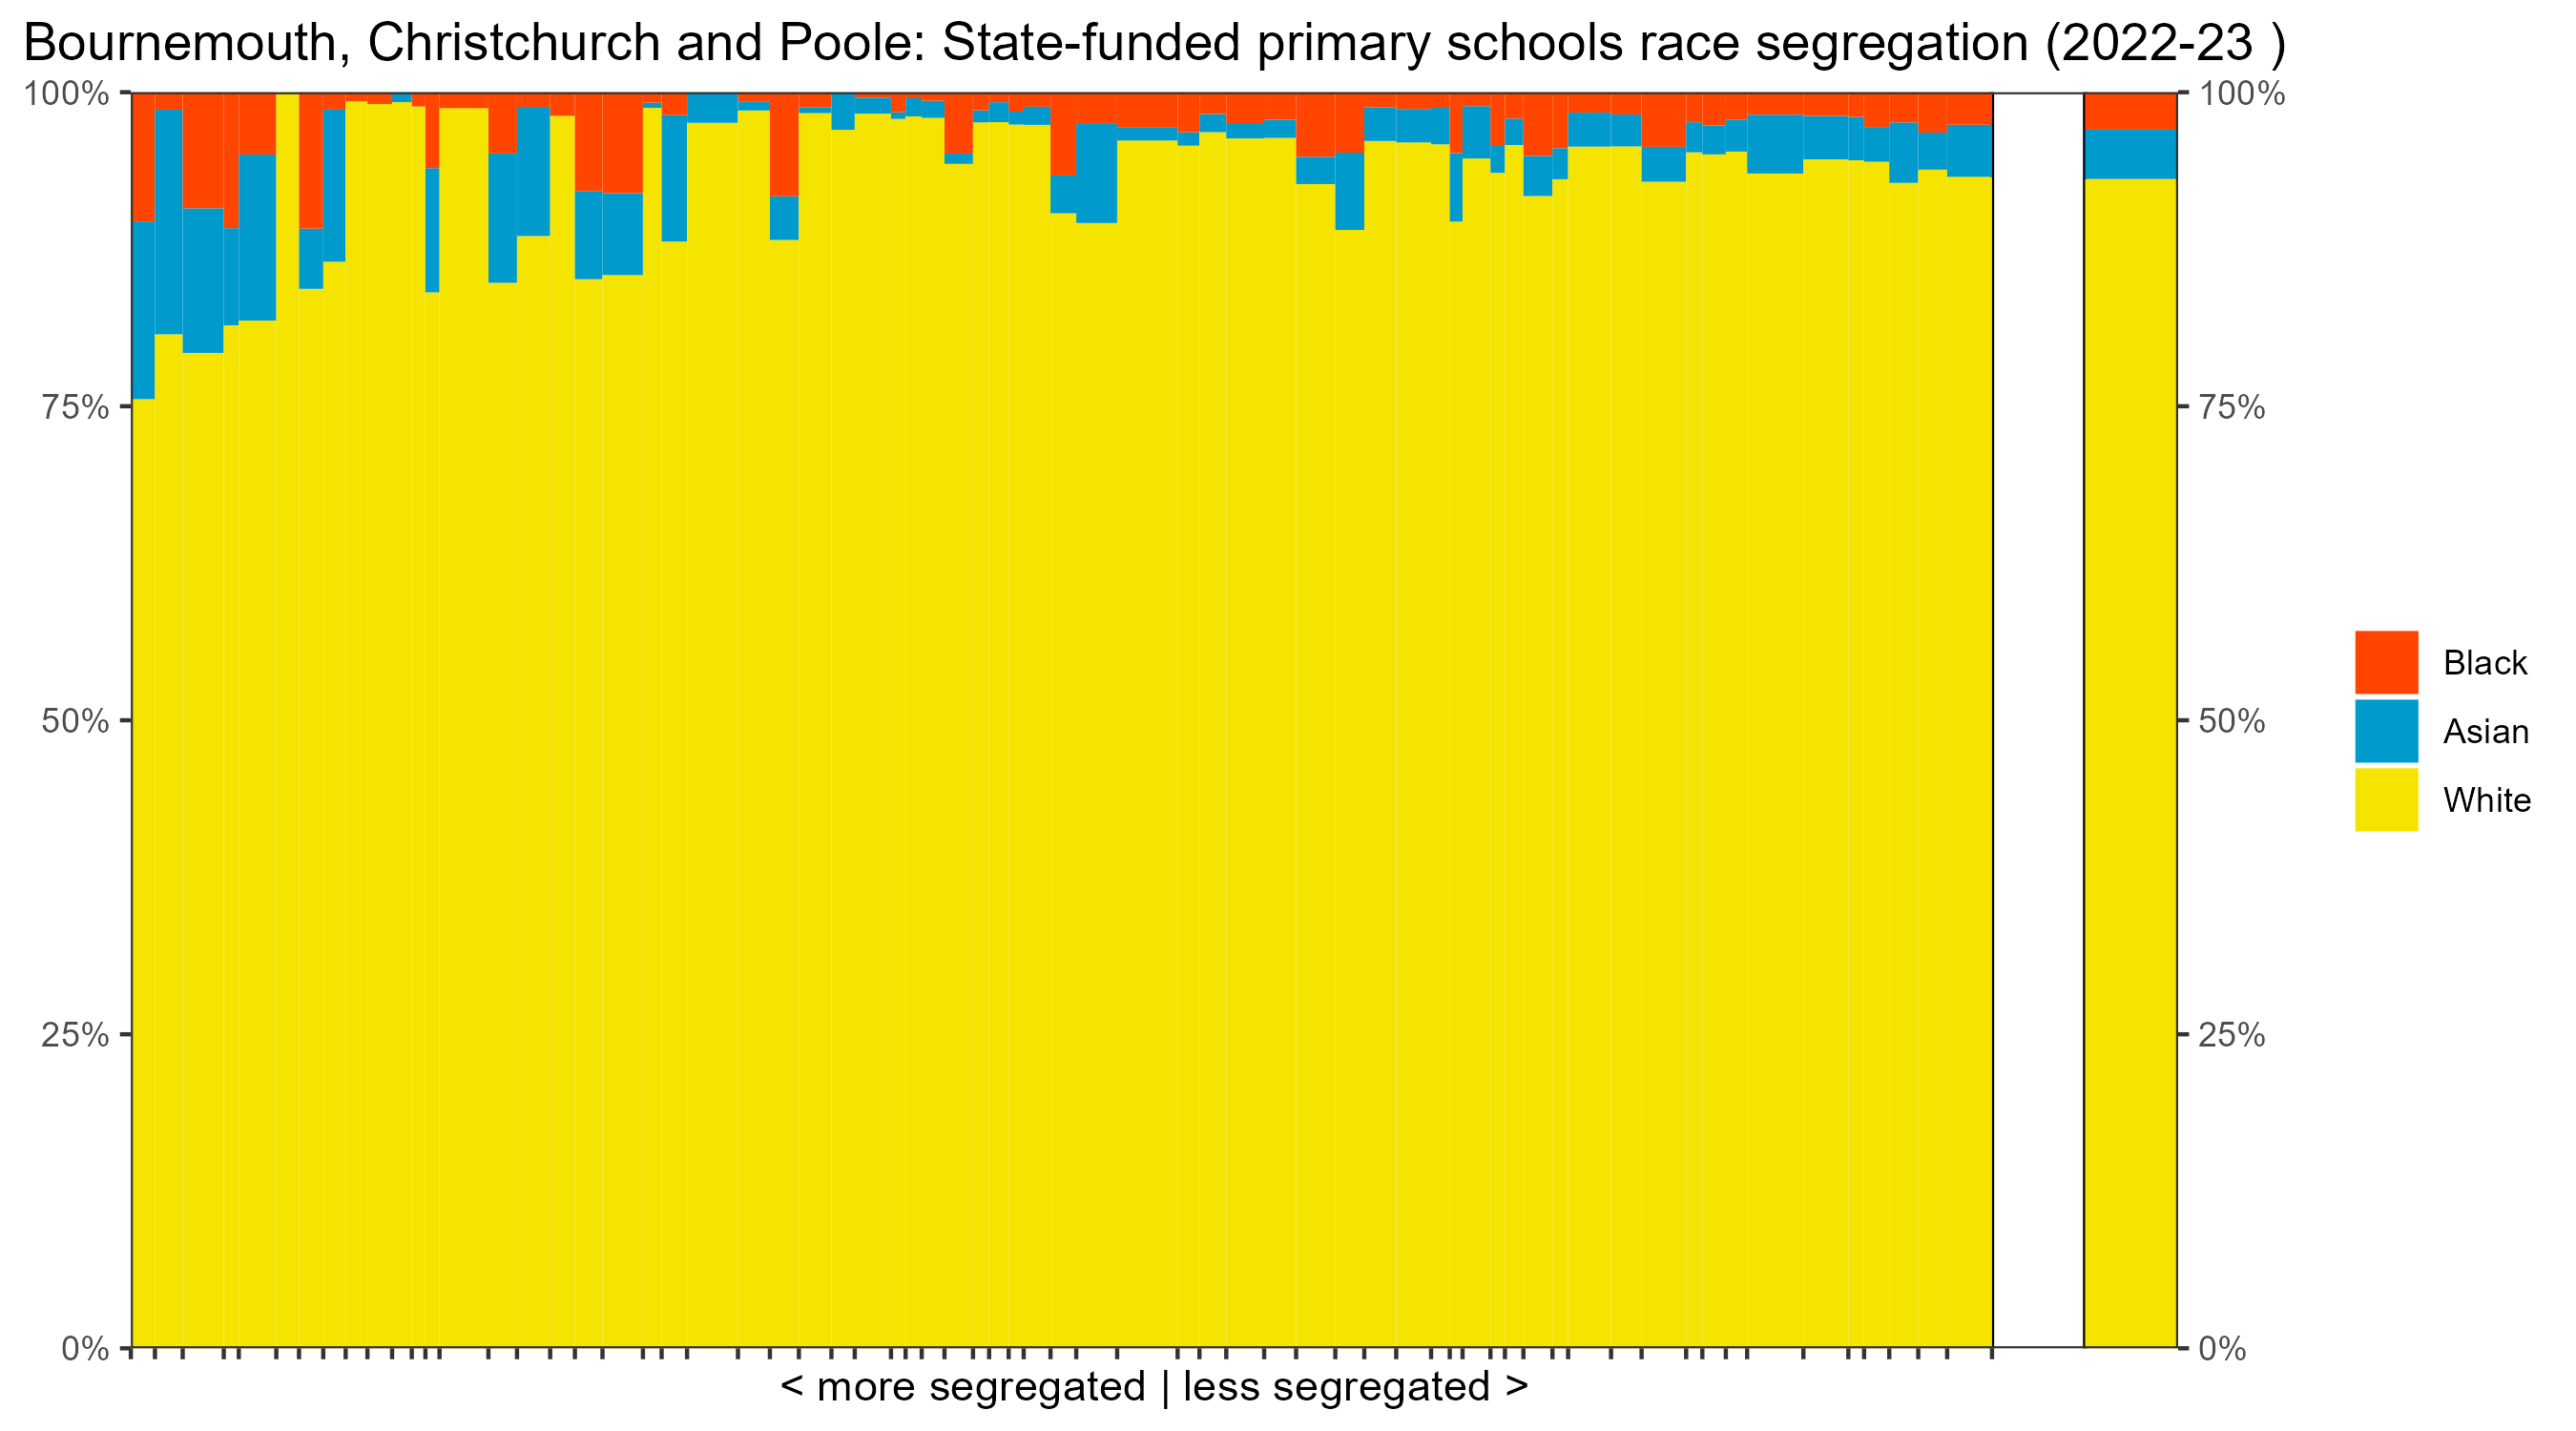 Bournemouth, Christchurch and Poole: State-funded primary schools race segregation (2022-23 )
100%
100%
75%
75%
50%
50%
25%
25%
0%
0%
Black
Asian
White
< more segregated | less segregated >